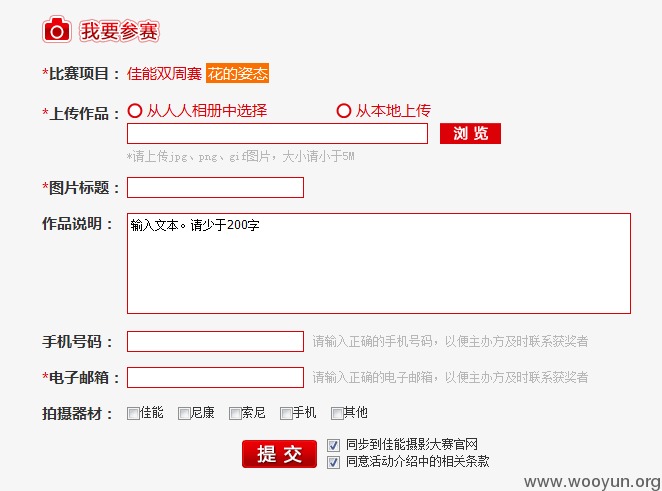 我要参赛
*比赛项目： 佳能双周赛 花的姿态
*上传作品： 从人人相册中选择 从本地上传
浏览
*请上传jpg、png、gif图片，大小请小于5M
*图片标题：
作品说明： 输入文本。请少于200字
手机号码： 请输入正确的手机号码，以便主办方及时联系获奖者
*电子邮箱： 请输入正确的电子邮箱，以便主办方及时联系获奖者
拍摄器材： 佳能 尼康 索尼 手机 其他
提交 同步到佳能摄影大赛官网
同意活动介绍中的相关条款
www.wooyun.org